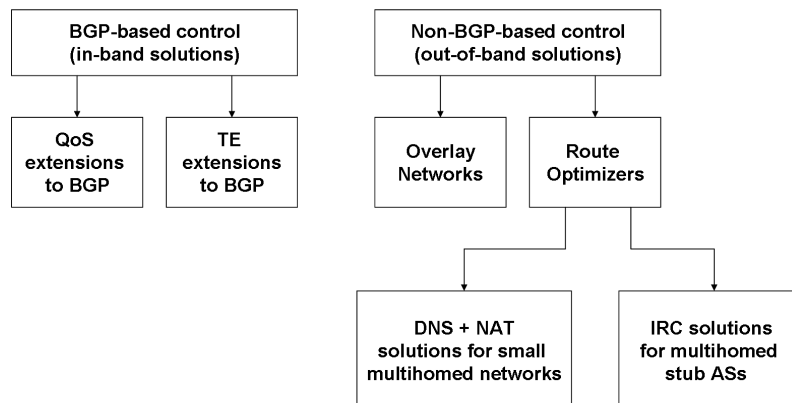 BGP-based control
(in-band solutions)
Non-BGP-based control
(out-of-band solutions)
QoS
extensions
to BGP
TE
extensions
to BGP
Overlay
Networks
Route
Optimizers
DNS + NAT
solutions for small
multihomed networks
IRC solutions
for multihomed
stub ASs